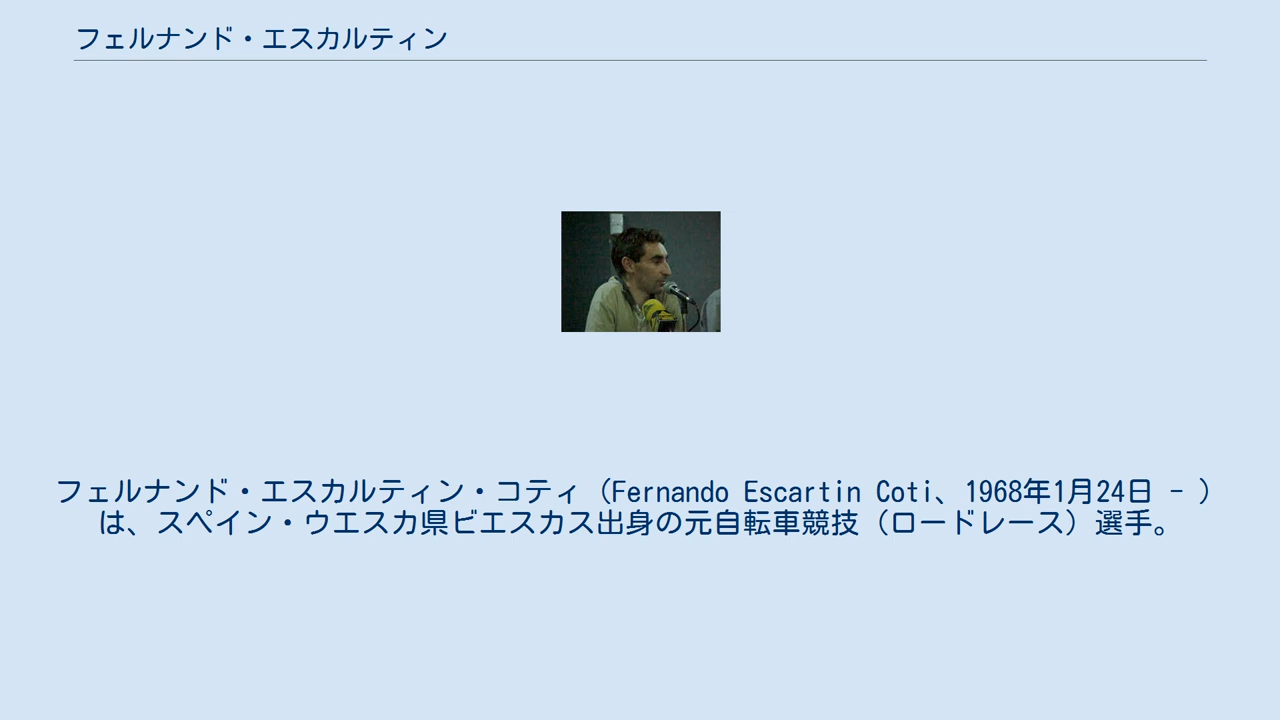 フェルナンド・エスカルティン
フェルナンド・エスカルティン・コティ（Fernando Escartin Coti、1968年1月24日 - ）
は、スペイン・ウエスカ県ビエスカス出身の元自転車競技（ロードレース）選手。